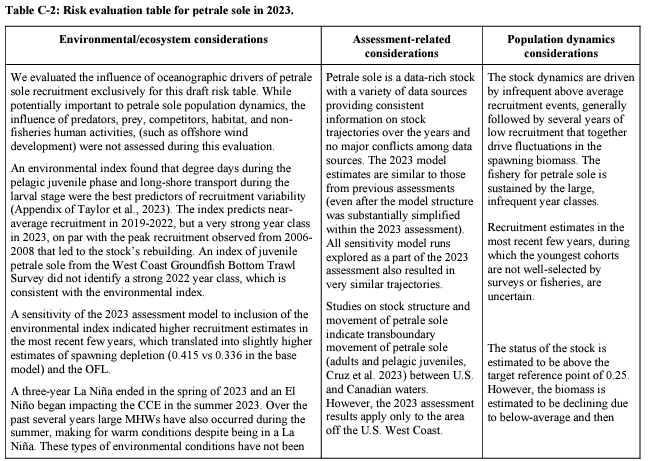 Table C-2: Risk evaluation table for petrale sole in 2023.
Environmental/ecosystem considerations
We evaluated the influence of oceanographic drivers of petrale
sole recruitment exclusively for this draft risk table. While
potentially important to petrale sole population dynamics, the
influence of predators, prey, competitors, habitat, and non-
fisheries human activities, (such as offshore wind
development) were not assessed during this evaluation.
An environmental index found that degree days during the
pelagic juvenile phase and long-shore transport during the
larval stage were the best predictors of recruitment variability
(Appendix of Taylor et al., 2023). The index predicts near-
average recruitment in 2019-2022, but a very strong year class
in 2023, on par with the peak recruitment observed from 2006-
2008 that led to the stock's rebuilding. An index of juvenile
petrale sole from the West Coast Groundfish Bottom Trawl
Survey did not identify a strong 2022 year class, which is
consistent with the environmental index.
A sensitivity of the 2023 assessment model to inclusion of the
environmental index indicated higher recruitment estimates in
the most recent few years, which translated into slightly higher
estimates of spawning depletion (0.415 vs 0.336 in the base
model) and the OFL.
A three-year La Niña ended in the spring of 2023 and an El
Niño began impacting the CCE in the summer 2023. Over the
past several years large MHWs have also occurred during the
summer, making for warm conditions despite being in a La
Niña. These types of environmental conditions have not been
Assessment-related
considerations
Petrale sole is a data-rich stock
with a variety of data sources
providing consistent
information on stock
trajectories over the years and
no major conflicts among data
sources. The 2023 model
estimates are similar to those
from previous assessments
(even after the model structure
was substantially simplified
within the 2023 assessment).
All sensitivity model runs
explored as a part of the 2023
assessment also resulted in
very similar trajectories.
Studies on stock structure and
movement of petrale sole
indicate transboundary
movement of petrale sole
(adults and pelagic juveniles,
Cruz et al. 2023) between U.S.
and Canadian waters.
However, the 2023 assessment
results apply only to the area
off the U.S. West Coast.
Population dynamics
considerations
The stock dynamics are driven
by infrequent above average
recruitment events, generally
followed by several years of
low recruitment that together
drive fluctuations in the
spawning biomass. The
fishery for petrale sole is
sustained by the large,
infrequent year classes.
Recruitment estimates in the
most recent few years, during
which the youngest cohorts
are not well-selected by
surveys or fisheries, are
uncertain.
The status of the stock is
estimated to be above the
target reference point of 0.25.
However, the biomass is
estimated to be declining due
to below-average and then